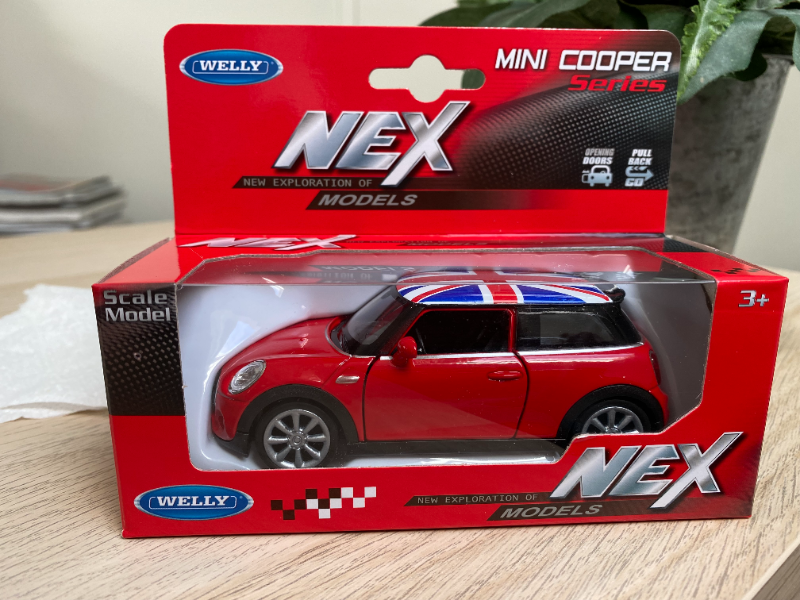 WELLY
MINI COOPER
Series
NEX
NEW EXPLORATION OF
MODELS
OPENING
DOORS
PULL
BACK
GO
NEX
Scale
Model
3+
WELLY
NEX
NEW EXPLORATION OF
MODELS